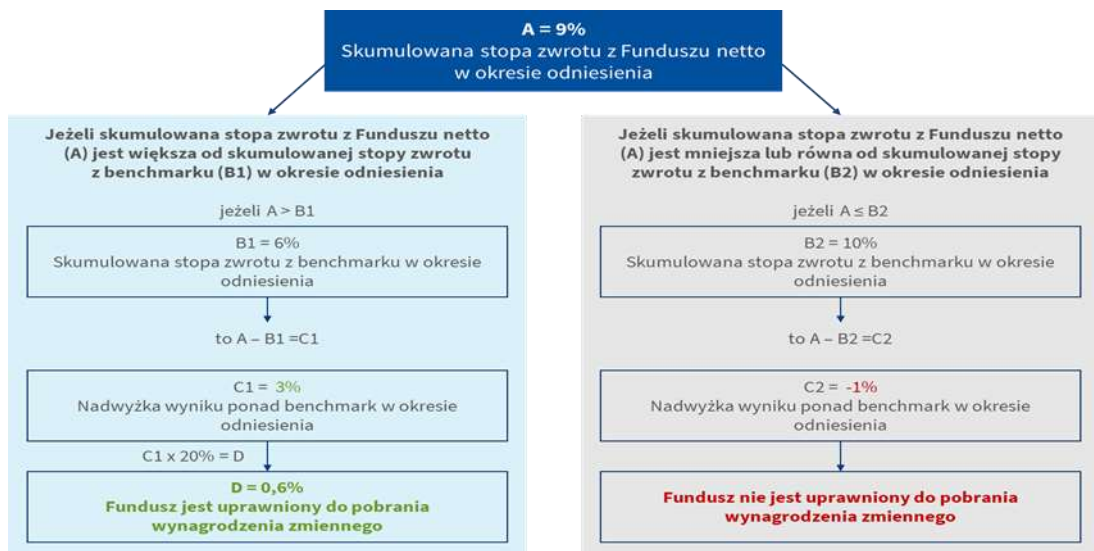 A = 9%
Skumulowana stopa zwrotu z Funduszu netto
w okresie odniesienia
Jeżeli skumulowana stopa zwrotu z Funduszu netto
(A) jest większa od skumulowanej stopy zwrotu
z benchmarku (B1) w okresie odniesienia
jeżeli A > B1
B1 = 6%
Skumulowana stopa zwrotu z benchmarku w okresie
odniesienia
to A – B1 =C1
C1 = 3%
Nadwyżka wyniku ponad benchmark w okresie
odniesienia
C1 x 20% = D
D = 0,6%
Fundusz jest uprawniony do pobrania
wynagrodzenia zmiennego
Jeżeli skumulowana stopa zwrotu z Funduszu netto
(A) jest mniejsza lub równa od skumulowanej stopy
zwrotu z benchmarku (B2) w okresie odniesienia
jeżeli A ≤ B2
B2 = 10%
Skumulowana stopa zwrotu z benchmarku w okresie
odniesienia
to A – B2 =C2
C2 = -1%
Nadwyżka wyniku ponad benchmark w okresie
odniesienia
Fundusz nie jest uprawniony do pobrania
wynagrodzenia zmiennego